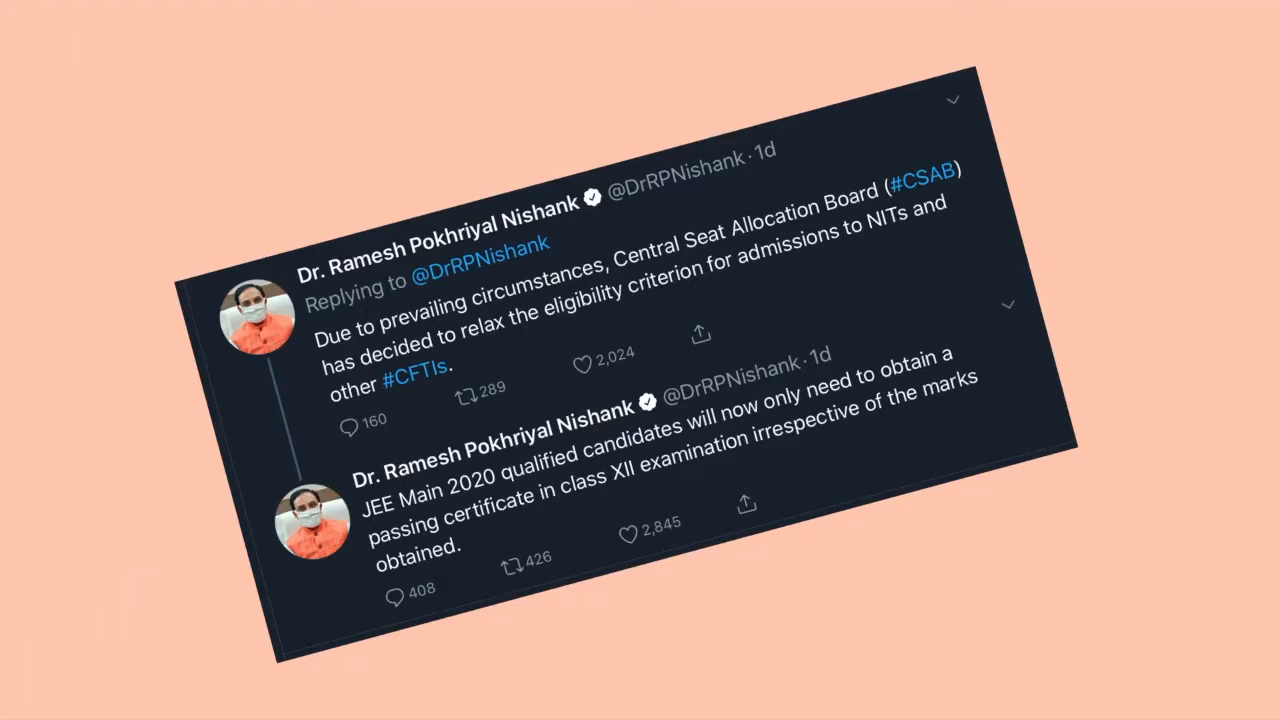 Dr. Ramesh Pokhriyal Nishank @DrRPNishank · 1d
Replying to @DrRPNishank
Due to prevailing circumstances, Central Seat Allocation Board (#CSAB)
has decided to relax the eligibility criterion for admissions to NITs and
other #CFTIs.
160 289 2,024
Dr. Ramesh Pokhriyal Nishank @DrRPNishank · 1d
JEE Main 2020 qualified candidates will now only need to obtain a
passing certificate in class XII examination irrespective of the marks
obtained.
408 426 2,845